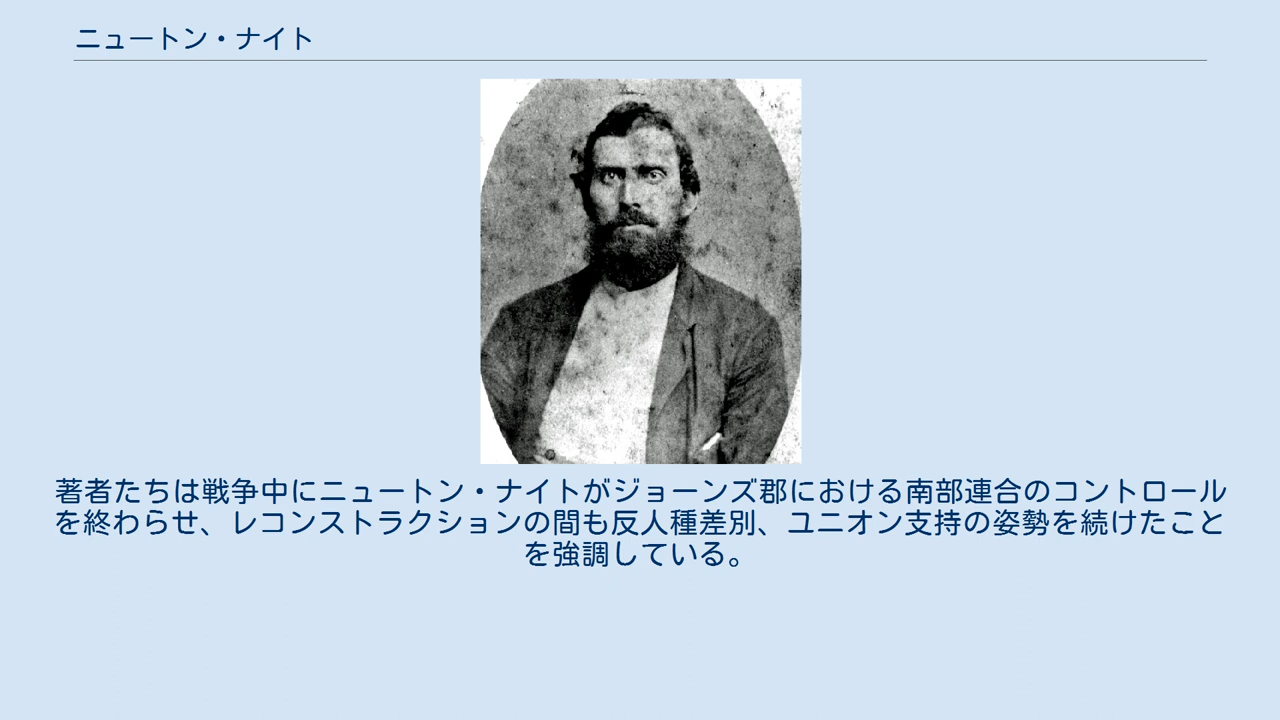 ニュートン・ナイト
著者たちは戦争中にニュートン・ナイトがジョーンズ郡における南部連合のコントロール
を終わらせ、レコンストラクションの間も反人種差別、ユニオン支持の姿勢を続けたこと
を強調している。